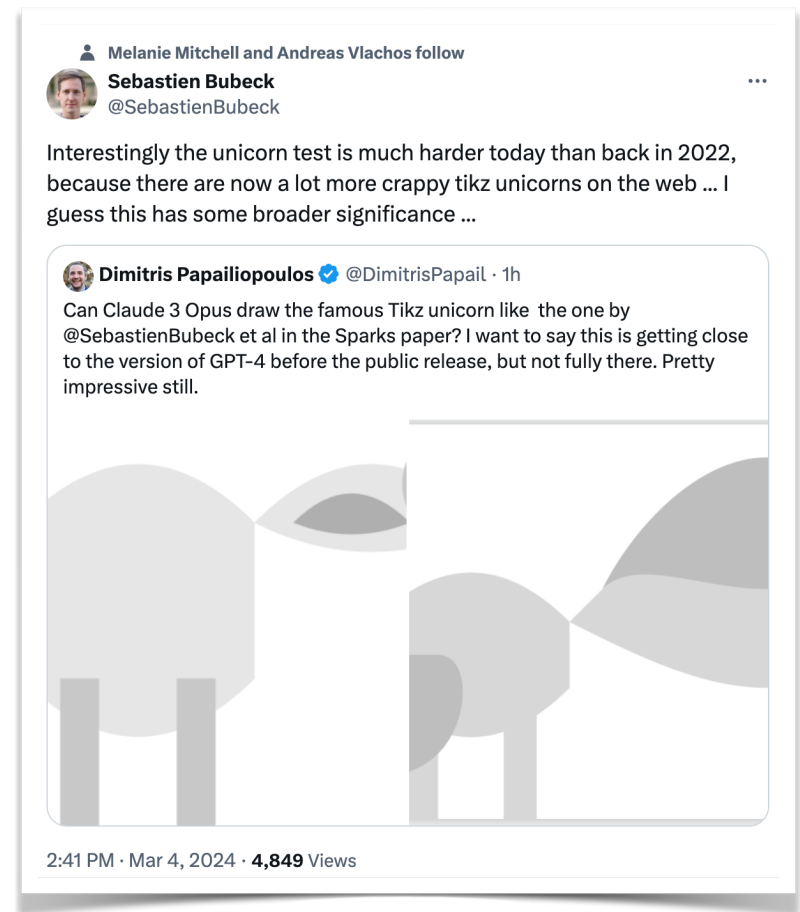 Melanie Mitchell and Andreas Vlachos follow
Sebastien Bubeck
@SebastienBubeck
Interestingly the unicorn test is much harder today than back in 2022,
because there are now a lot more crappy tikz unicorns on the web ... I
guess this has some broader significance ...
Dimitris Papailiopoulos @DimitrisPapail · 1h
Can Claude 3 Opus draw the famous Tikz unicorn like  the one by
@SebastienBubeck et al in the Sparks paper? I want to say this is getting close
to the version of GPT-4 before the public release, but not fully there. Pretty
impressive still.
2:41 PM · Mar 4, 2024 · 4,849 Views